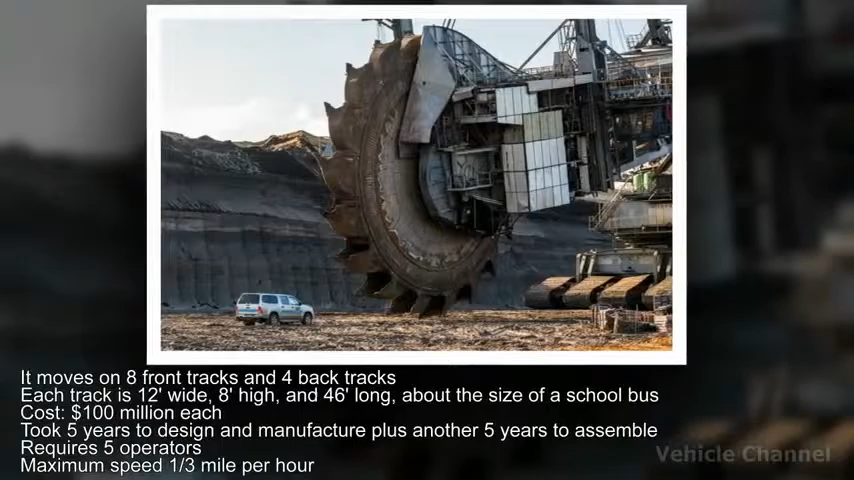 It moves on 8 front tracks and 4 back tracks
Each track is 12' wide, 8' high, and 46' long, about the size of a school bus
Cost: $100 million each
Took 5 years to design and manufacture plus another 5 years to assemble
Requires 5 operators
Maximum speed 1/3 mile per hour
Vehicle Channel